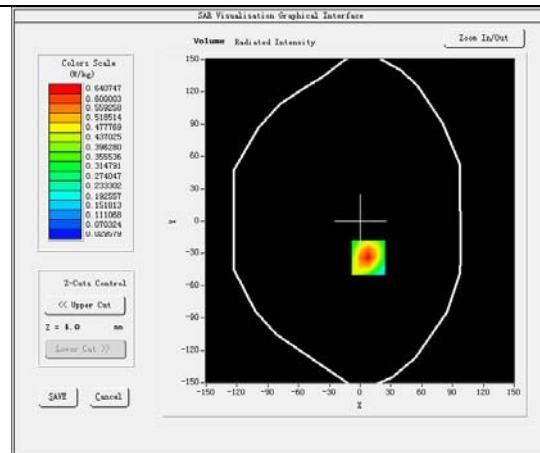 SAR Visualisation Graphical Interface
Volume Radiated Intensity
Zoom In/Out
Colors Scale
(W/kg)
0.640747
0.600003
0.559258
0.518514
0.477769
0.437025
0.396280
0.355536
0.314791
0.274047
0.233302
0.192557
0.151813
0.111068
0.070324
150
120
90
60
30
0
-30
-60
-90
-120
-150
Y
-150 -120 -90 -60 -30 0 30 60 90 120 150
X
Z-Cuts Control
<< Upper Cut
Z = 4.0 mm
Lower Cut >>
SAVE Cancel